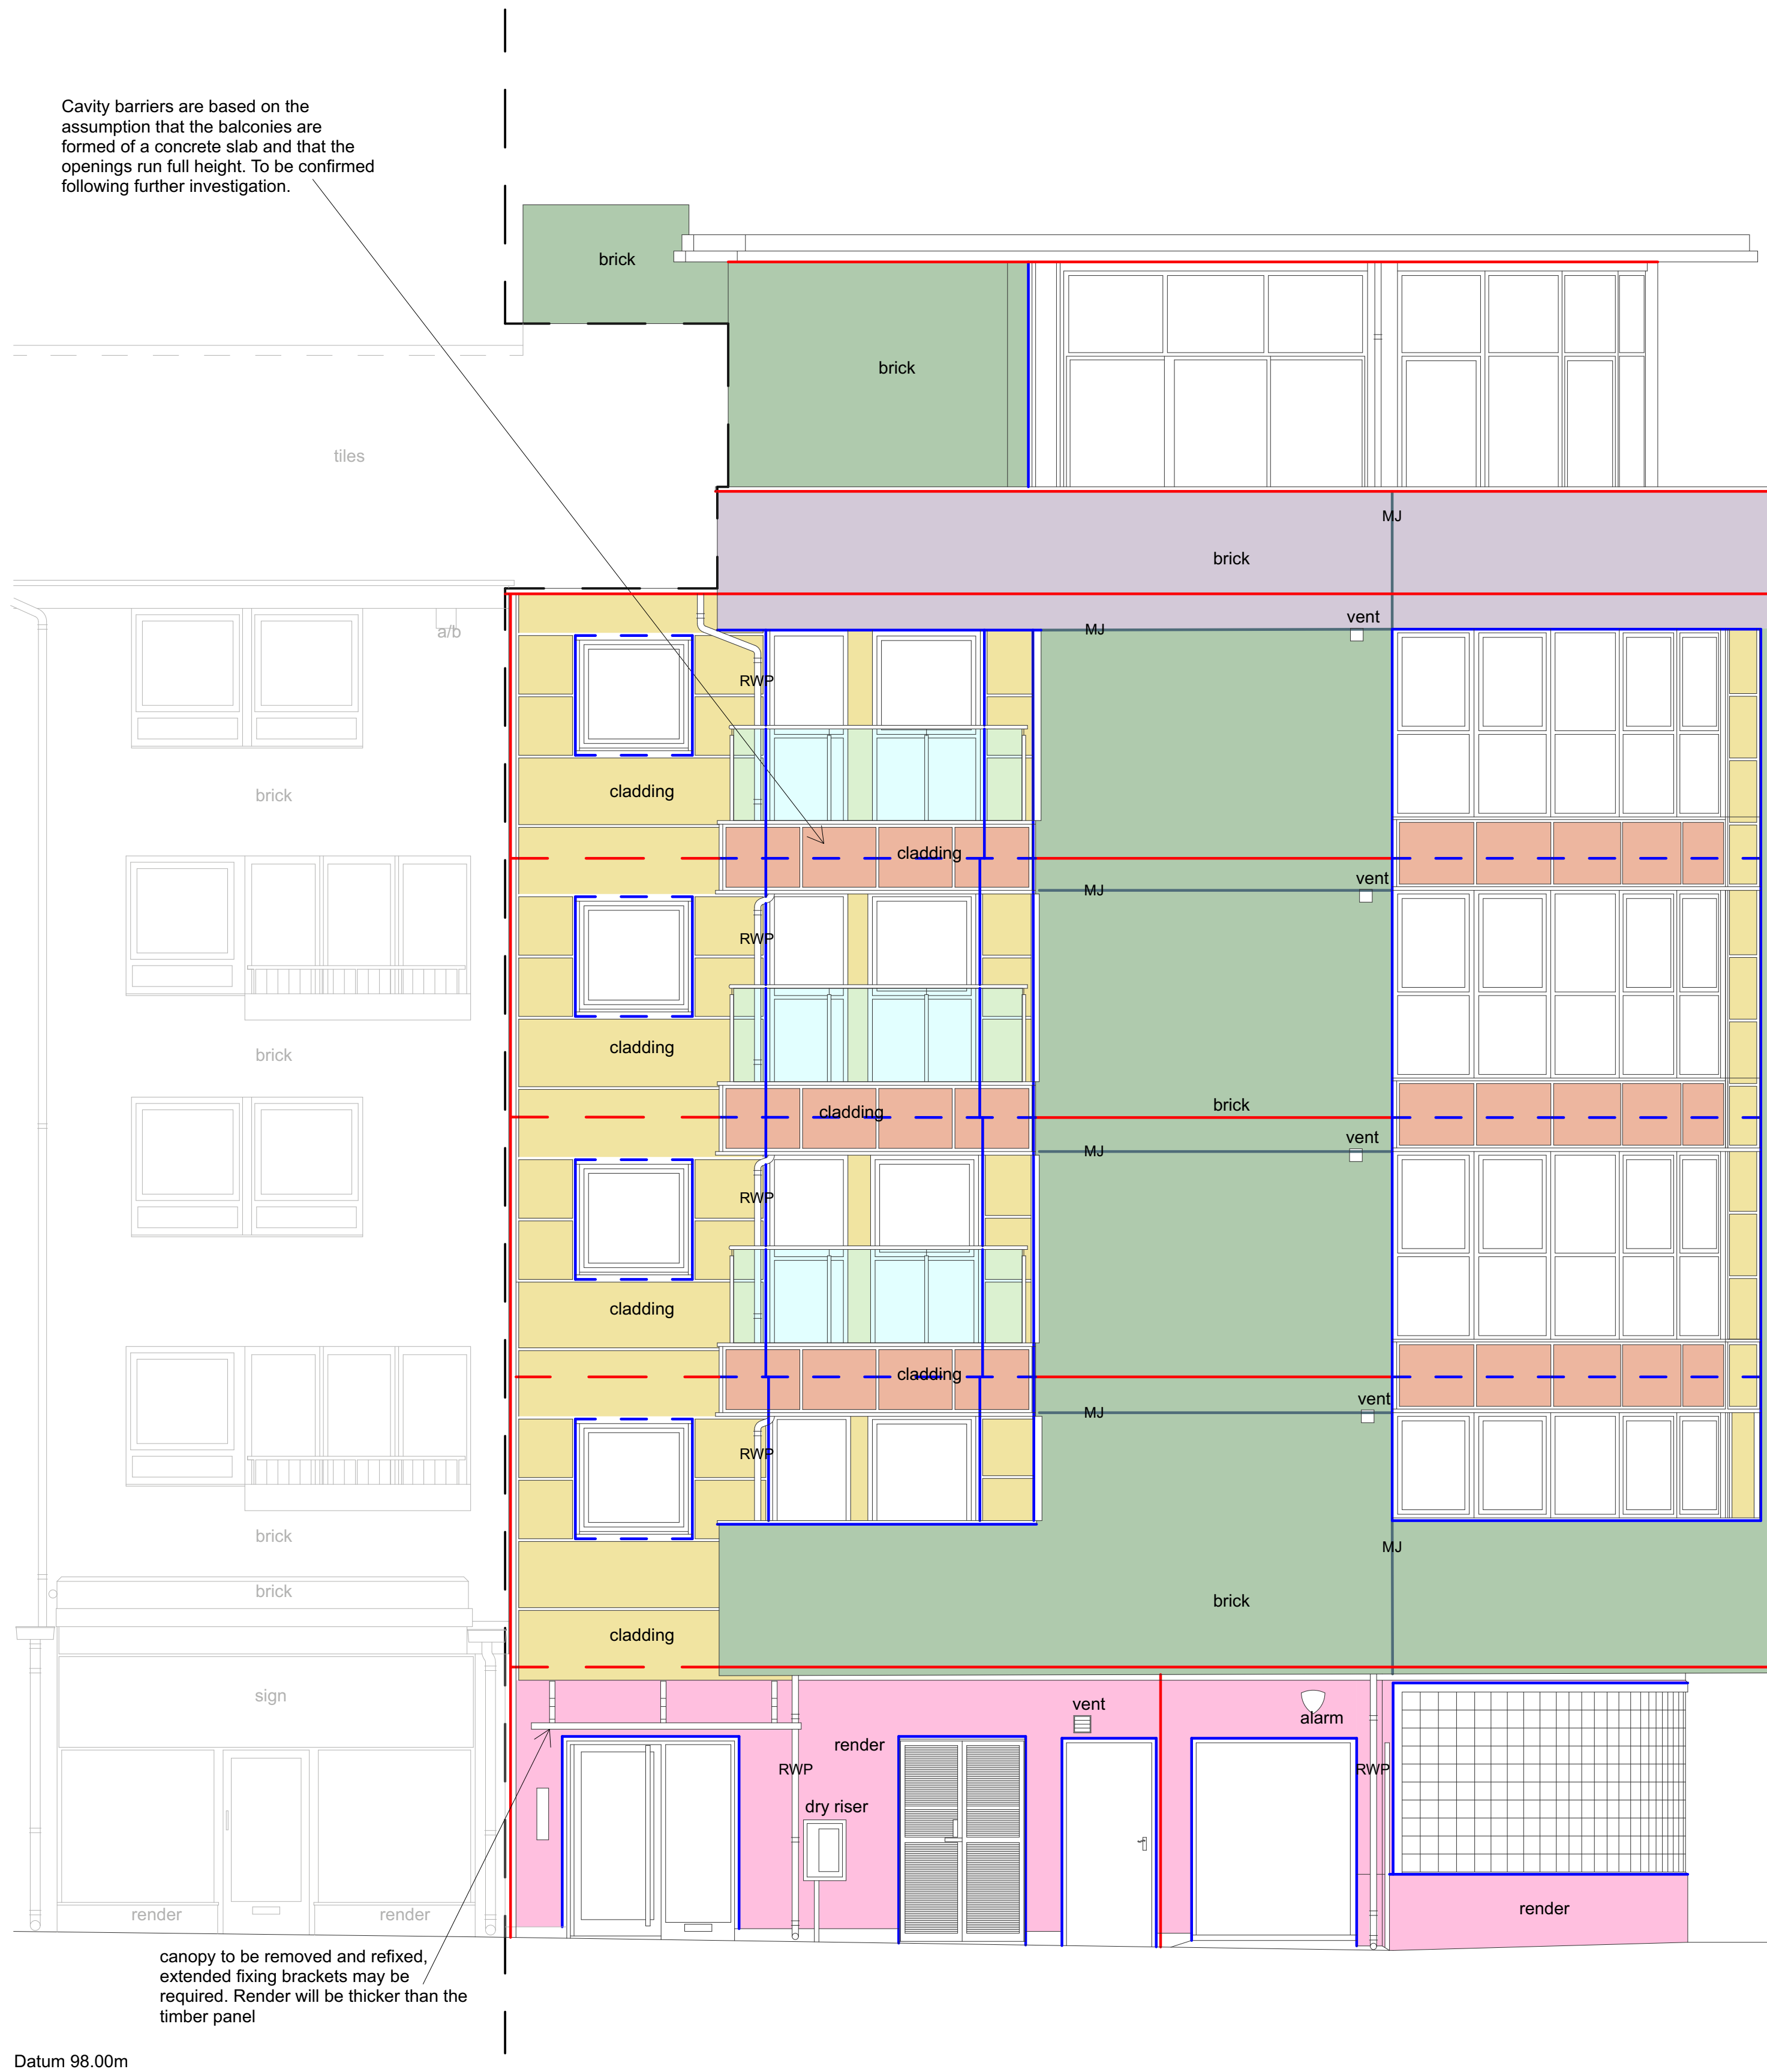 Cavity barriers are based on the
assumption that the balconies are
formed of a concrete slab and that the
openings run full height. To be confirmed
following further investigation.
brick
brick
tiles
MJ
brick
vent
MJ
a/b
RWP
brick
cladding
cladding
vent
MJ
RWP
cladding
brick
brick
cladding
vent
MJ
RWP
cladding
cladding
vent
MJ
RWP
brick
MJ
brick
brick
cladding
sign
vent
alarm
render
RWP
RWP
dry riser
render
render
render
canopy to be removed and refixed,
extended fixing brackets may be
required. Render will be thicker than the
timber panel
Datum 98.00m